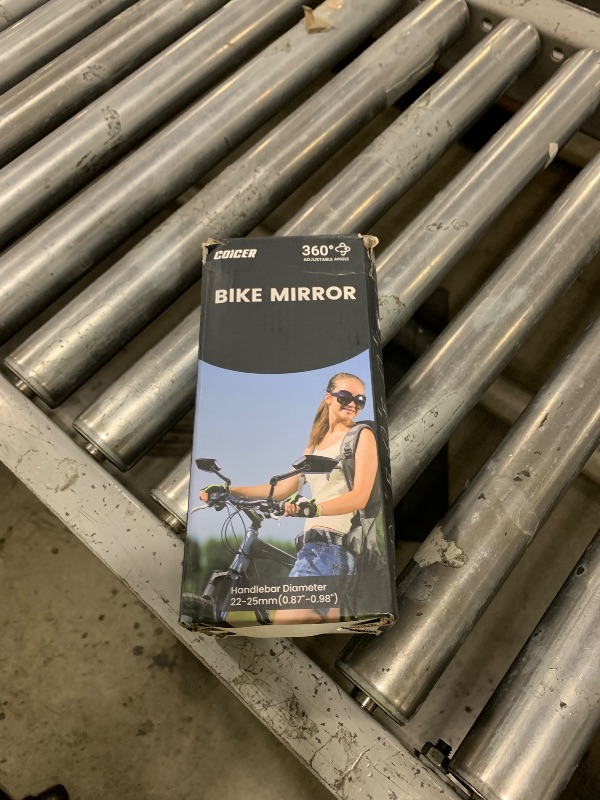 COICER
360°
ADJUSTABLE ANGLE
BIKE MIRROR
Handlebar Diameter
22-25mm(0.87"-0.98")